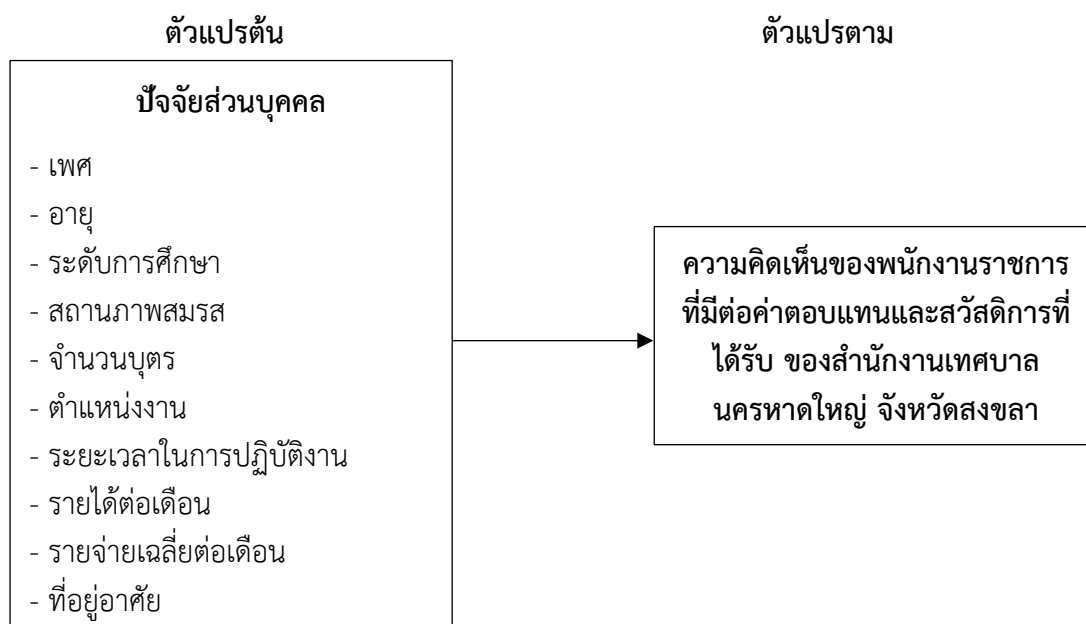 ตัวแปรต้น
ตัวแปรตาม
ปัจจัยส่วนบุคคล
- เพศ
- อายุ
- ระดับการศึกษา
- สถานภาพสมรส
- จำนวนบุตร
- ตำแหน่งงาน
- ระยะเวลาในการปฏิบัติงาน
- รายได้ต่อเดือน
- รายจ่ายเฉลี่ยต่อเดือน
- ที่อยู่อาศัย
ความคิดเห็นของพนักงานราชการ
ที่มีต่อค่าตอบแทนและสวัสดิการที่
ได้รับ ของสำนักงานเทศบาล
นครหาดใหญ่ จังหวัดสงขลา